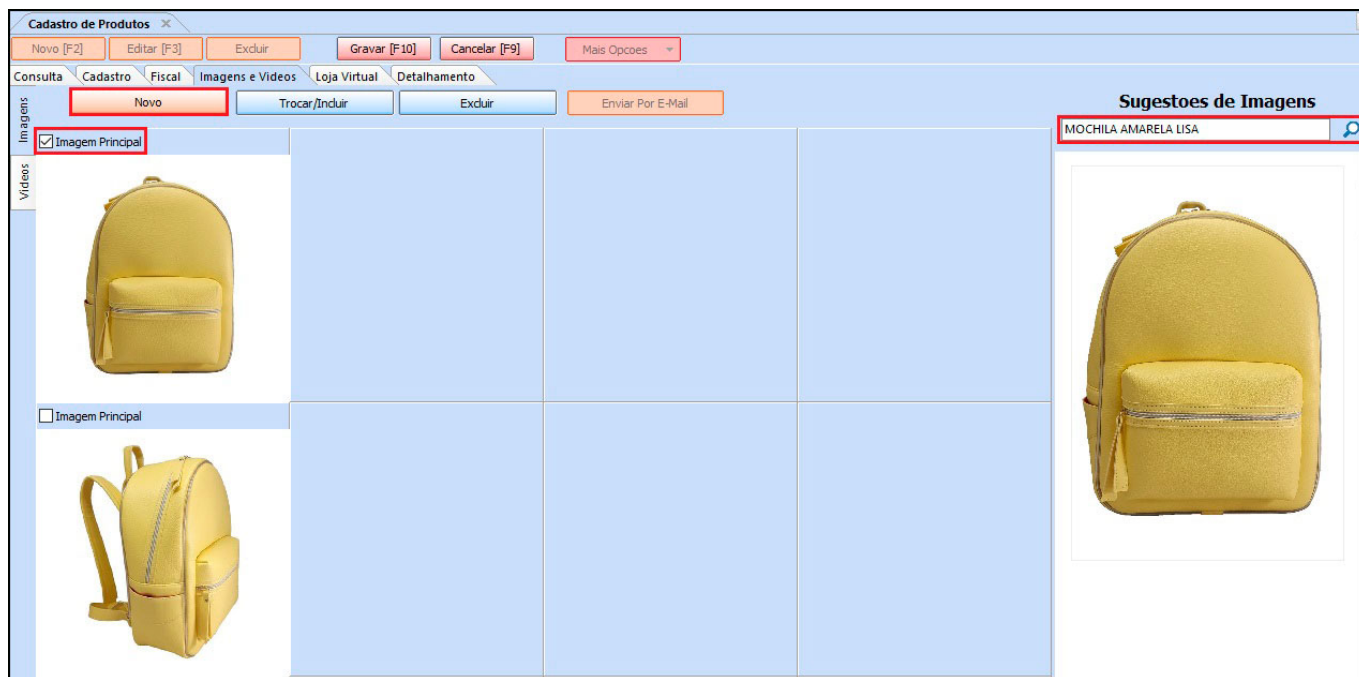 Cadastro de Produtos
Novo [F2] Editar [F3] Excluir Gravar [F10] Cancelar [F9] Mais Opcoes
Consulta Cadastro Fiscal Imagens e Videos Loja Virtual Detalhamento
Imagens
Videos
Novo Trocar/Incluir Excluir Enviar Por E-Mail
Sugestoes de Imagens
MOCHILA AMARELA LISA
Imagem Principal
Imagem Principal